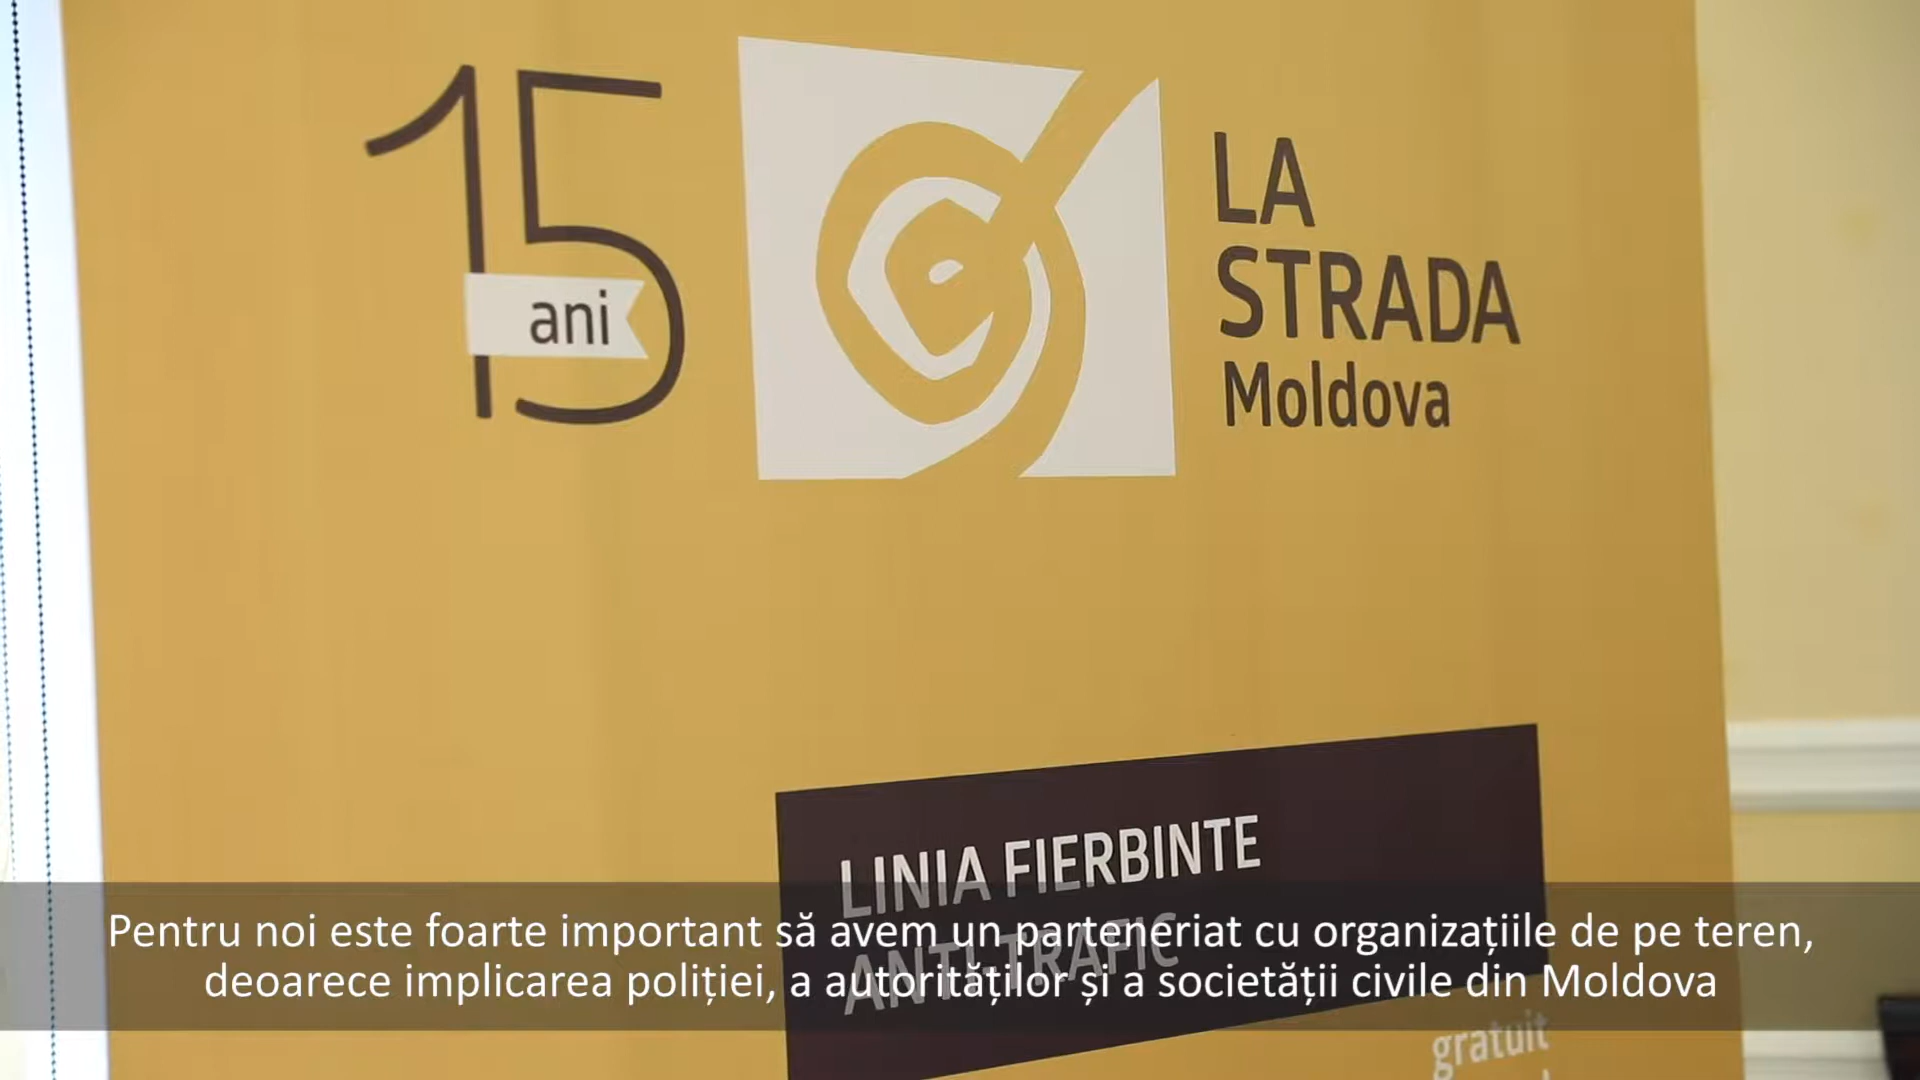 15
ani
LA
STRADA
Moldova
LINIA FIERBINTE
ANTI-TRAFIC
Pentru noi este foarte important să avem un parteneriat cu organizațiile de pe teren,
deoarece implicarea poliției, a autorităților și a societății civile din Moldova
gratuit